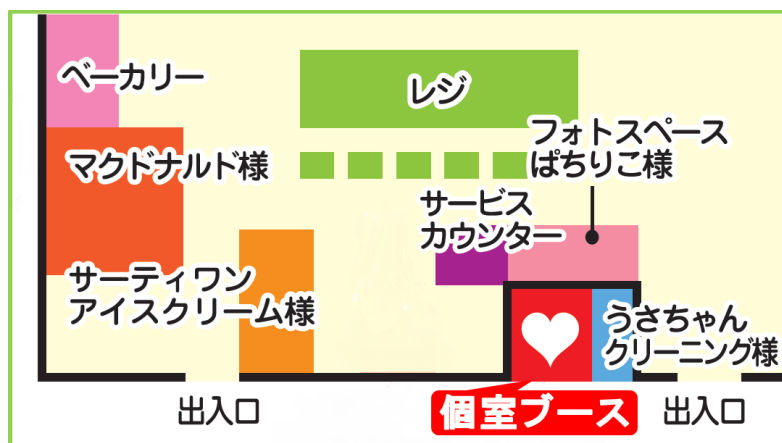 ベーカリー
レジ
マクドナルド様
フォトスペース
ぱちりこ様
サービス
カウンター
サーティワン
アイスクリーム様
うさちゃん
クリーニング様
出入口
個室ブース
出入口